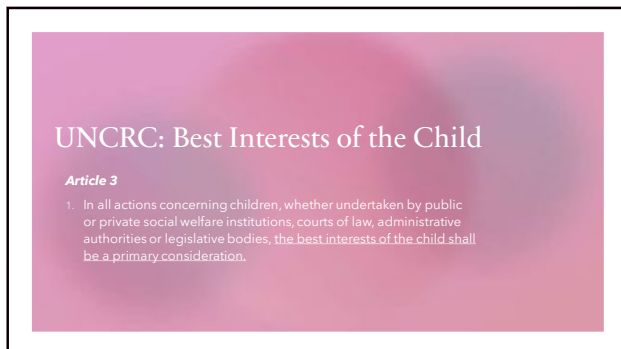 UNCRC: Best Interests of the Child
Article 3
1. In all actions concerning children, whether undertaken by public
or private social welfare institutions, courts of law, administrative
authorities or legislative bodies, the best interests of the child shall
be a primary consideration.